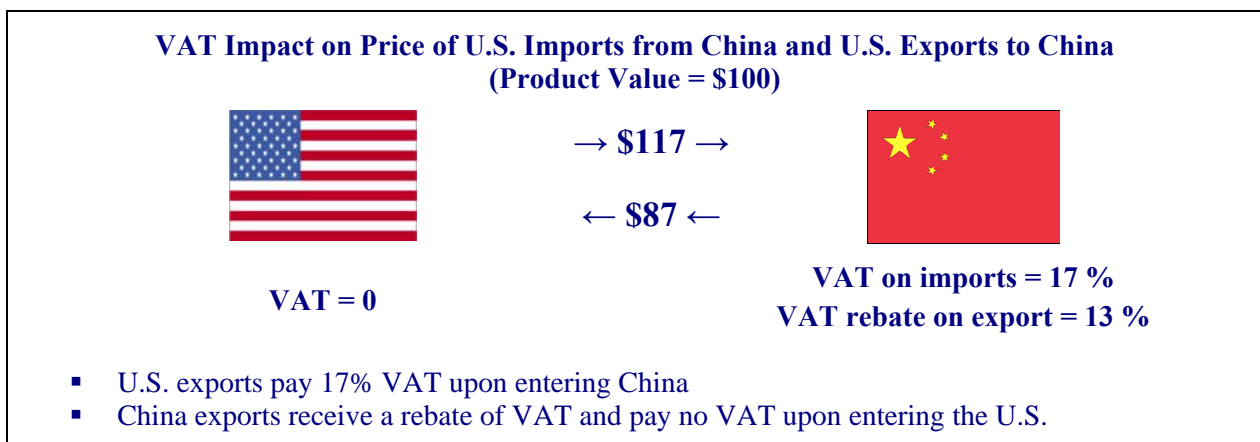 VAT Impact on Price of U.S. Imports from China and U.S. Exports to China
(Product Value = $100)
→ $117 →
← $87 ←
VAT = 0
VAT on imports = 17 %
VAT rebate on export = 13 %
▪ U.S. exports pay 17% VAT upon entering China
▪ China exports receive a rebate of VAT and pay no VAT upon entering the U.S.